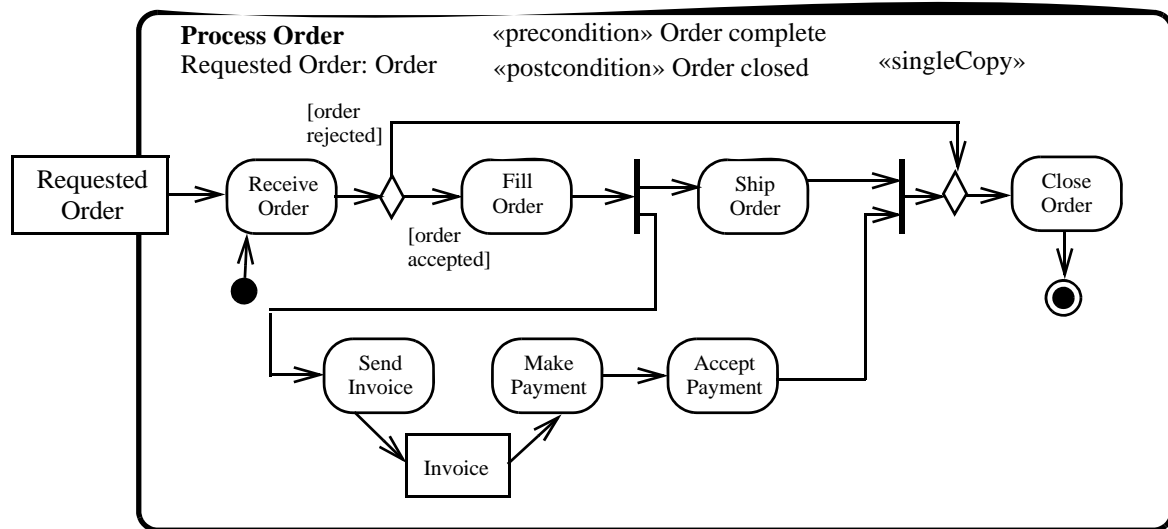 Process Order
«precondition» Order complete
Requested Order: Order
«postcondition» Order closed
«singleCopy»
[order
rejected]
Requested
Order
Receive
Order
Fill
Order
Ship
Order
Close
Order
[order
accepted]
Send
Invoice
Make
Payment
Accept
Payment
Invoice